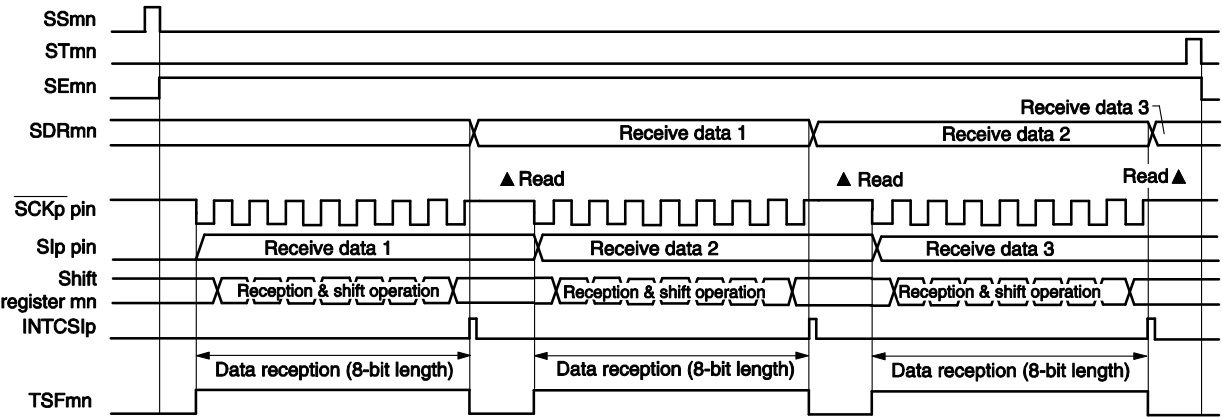 SSmn
STmn
SEmn
Receive data 3
SDRmn Receive data 1 Receive data 2
▲ Read ▲ Read Read ▲
SCKp pin
SIp pin Receive data 1 Receive data 2 Receive data 3
Shift
register mn Reception & shift operation Reception & shift operation Reception & shift operation
INTCSIp
Data reception (8-bit length) Data reception (8-bit length) Data reception (8-bit length)
TSFmn